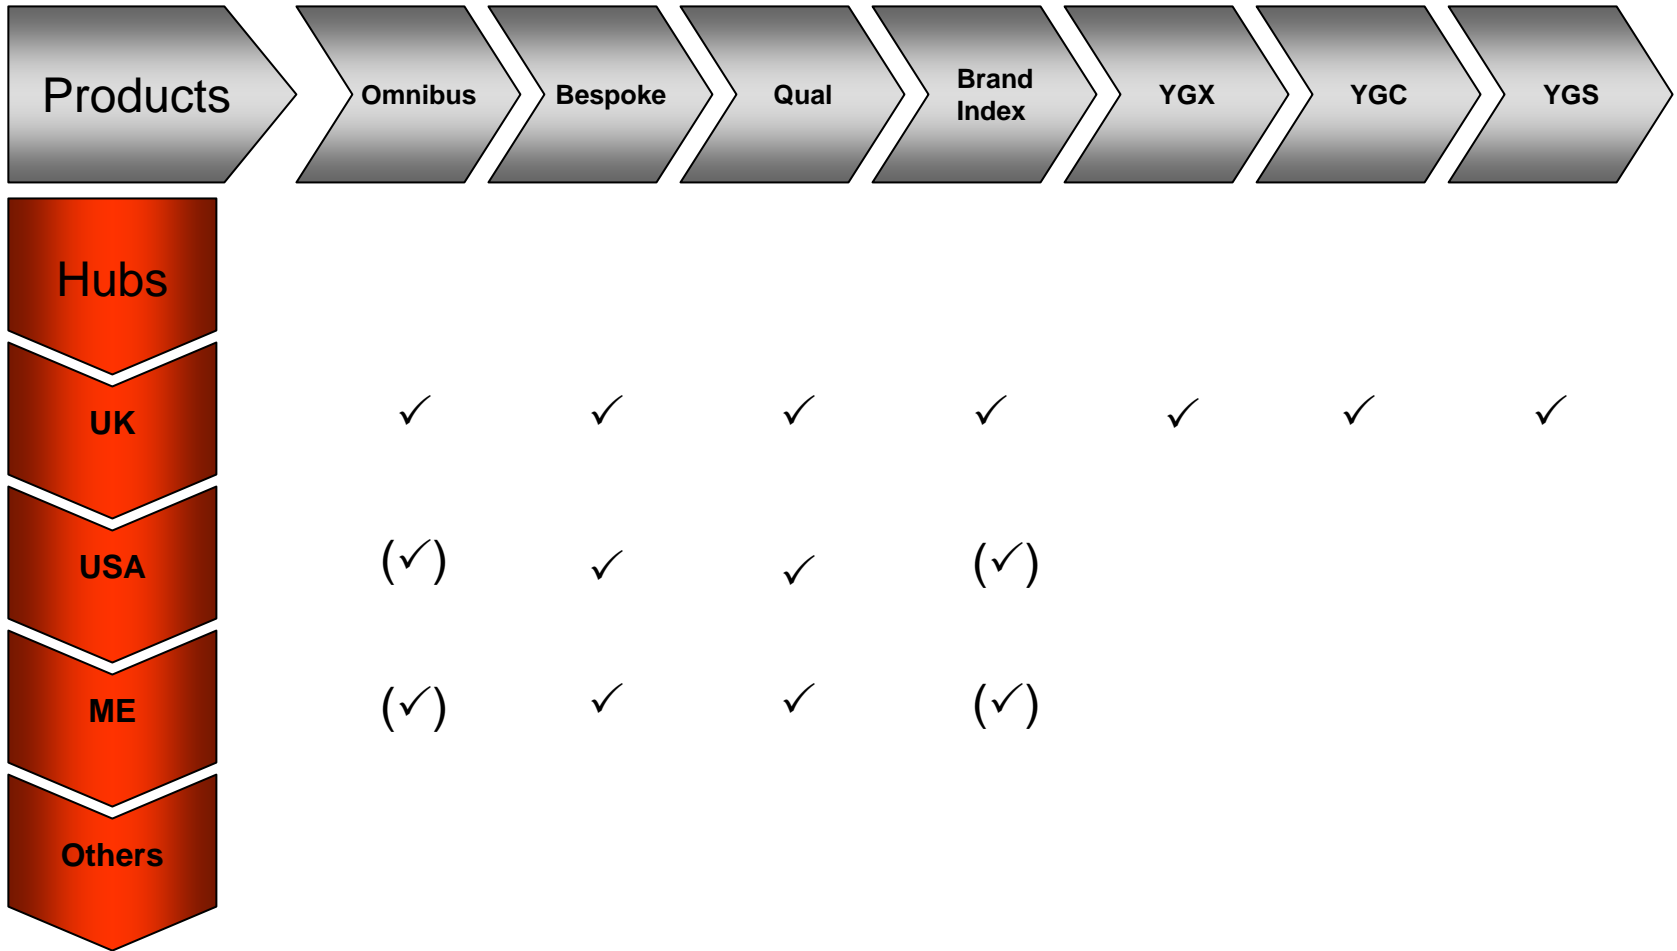 Products
Omnibus
Bespoke
Qual
Brand
Index
YGX
YGC
YGS
Hubs
UK ✓ ✓ ✓ ✓ ✓ ✓ ✓
USA (✓) ✓ ✓ (✓)
ME (✓) ✓ ✓ (✓)
Others